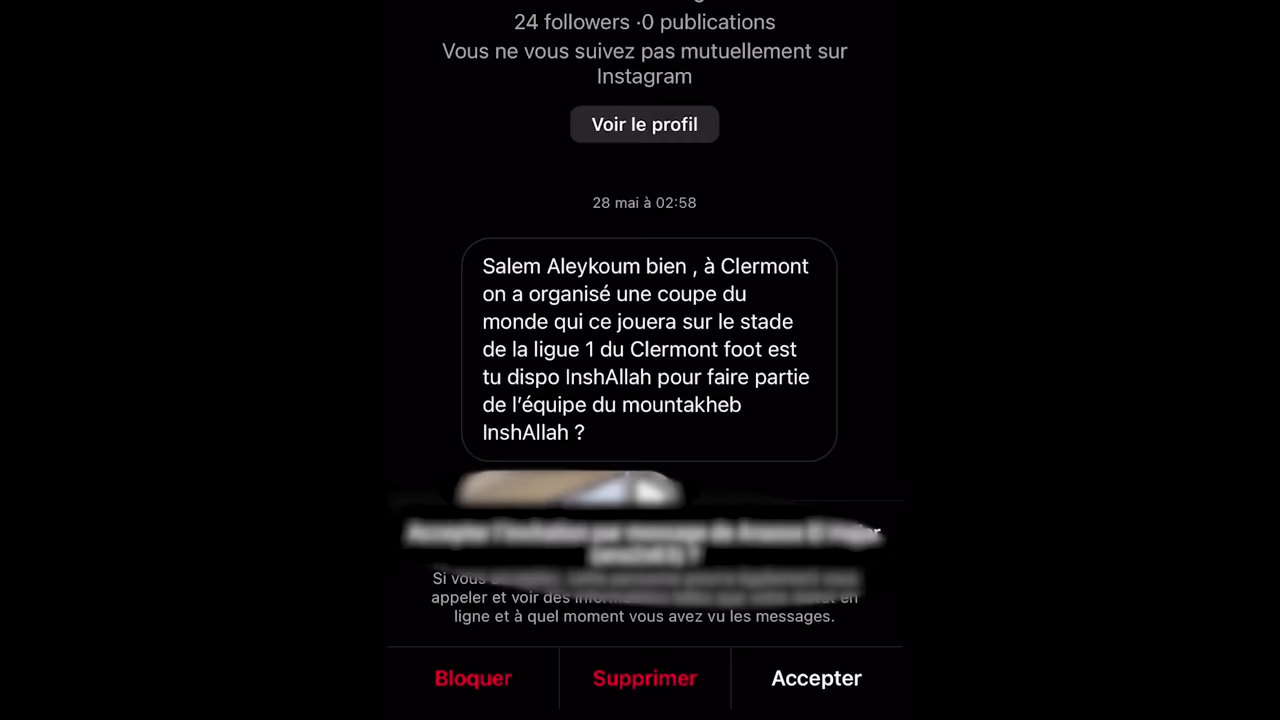 24 followers ·0 publications
Vous ne vous suivez pas mutuellement sur
Instagram
Voir le profil
28 mai à 02:58
Salem Aleykoum bien , à Clermont
on a organisé une coupe du
monde qui ce jouera sur le stade
de la ligue 1 du Clermont foot est
tu dispo InshAllah pour faire partie
de l’équipe du mountakheb
InshAllah ?
Si vous
appeler et voir des en
ligne et à quel moment vous avez vu les messages.
Bloquer
Supprimer
Accepter